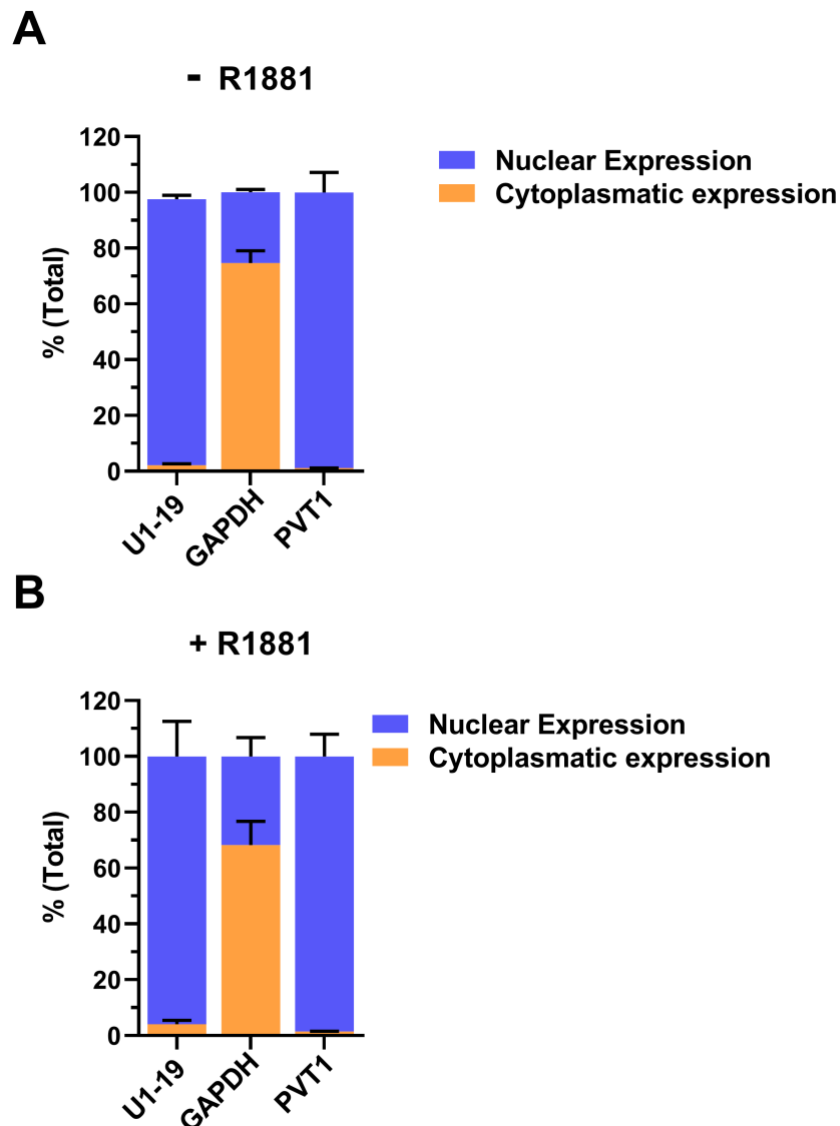 A
- R1881
120
100
80
60
40
20
0
% (Total)
U1-19
GAPDH
PVT1
Nuclear Expression
Cytoplasmatic expression
B
+ R1881
120
100
80
60
40
20
0
% (Total)
U1-19
GAPDH
PVT1
Nuclear Expression
Cytoplasmatic expression